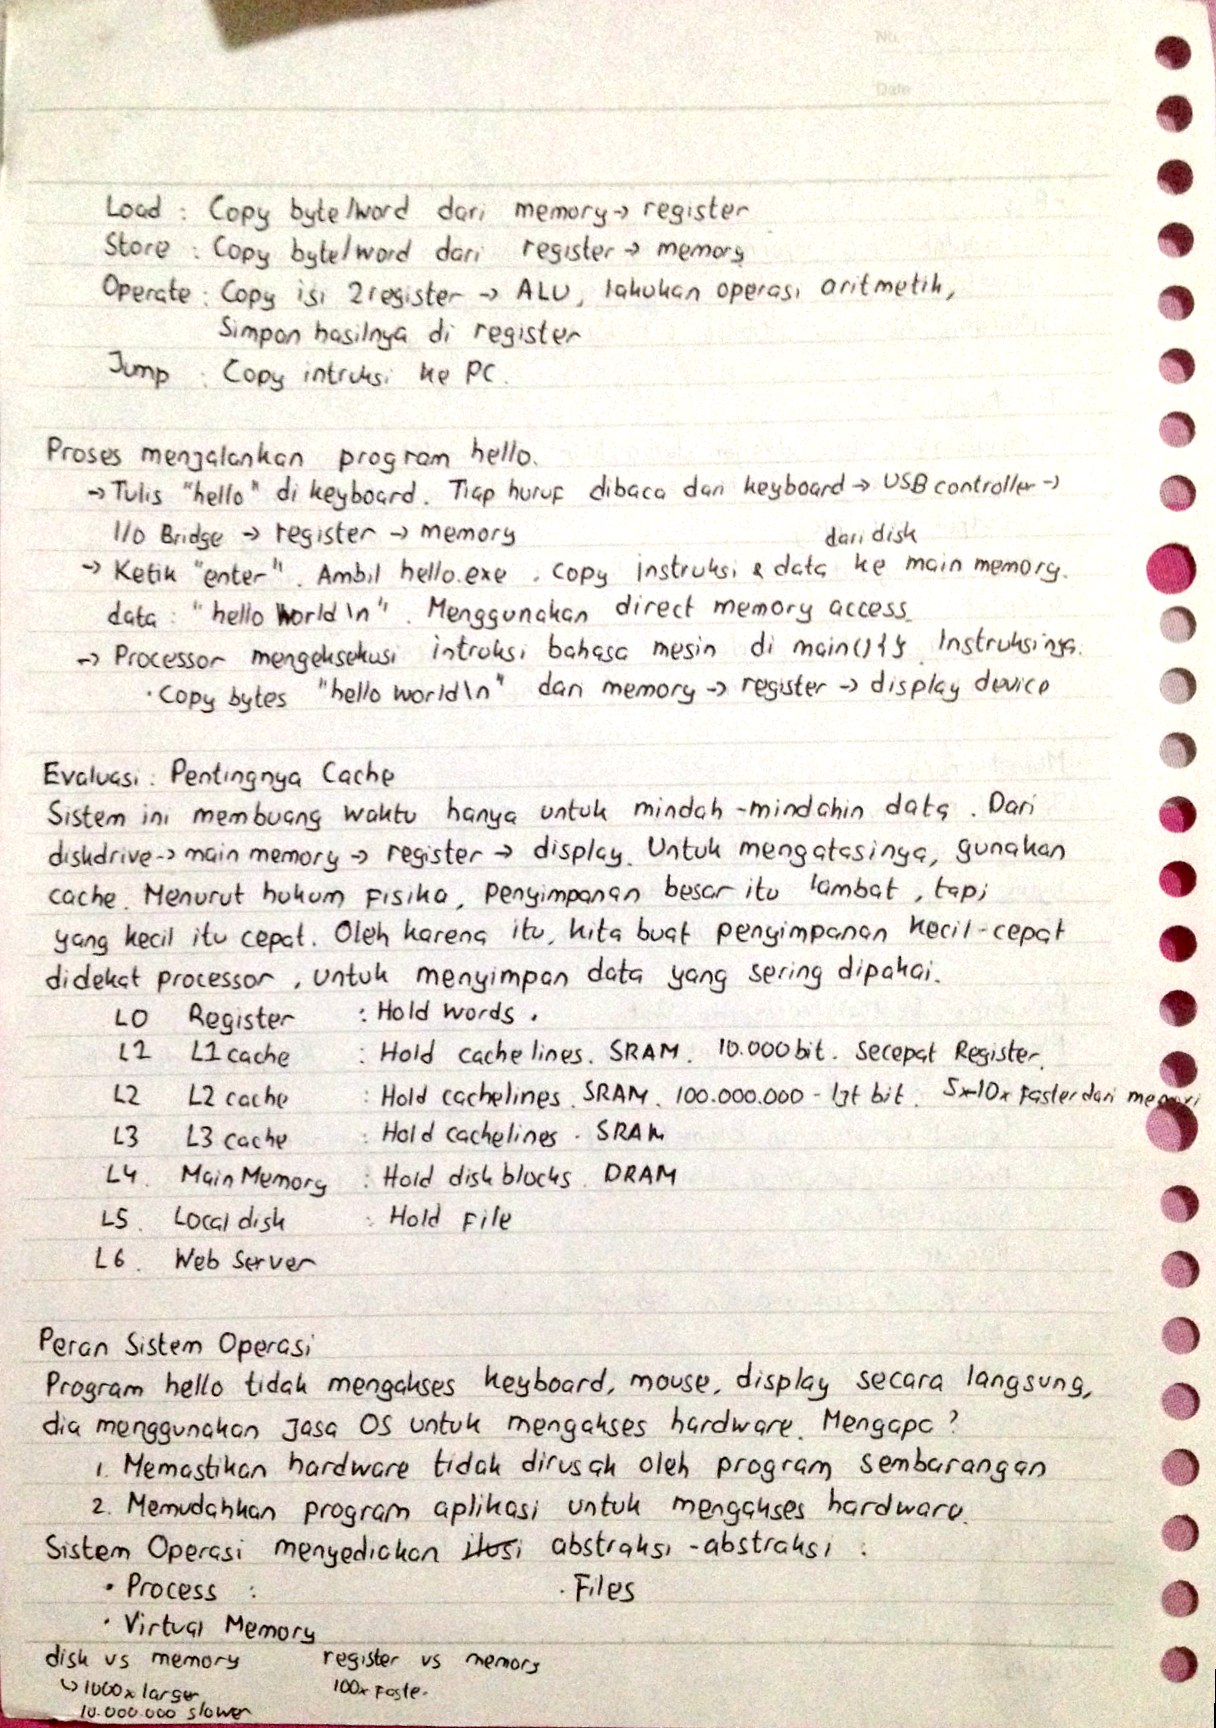 No.
Date
Load : Copy byte/word dari memory → register
Store : Copy byte/word dari register → memory
Operate : Copy isi 2 register → ALU, lakukan operasi aritmetik,
Simpan hasilnya di register
Jump : Copy intruksi ke PC.
Proses menjalankan program hello.
→ Tulis "hello" di keyboard. Tiap huruf dibaca dari keyboard → USB controller →
I/o Bridge → register → memory
dari disk
→ Ketik "enter". Ambil hello.exe. Copy instruksi & data ke main memory.
data : "hello world\n". Menggunakan direct memory access.
→ Processor mengeksekusi intruksi bahasa mesin di main(){}. Instruksinya.
• Copy bytes "hello world\n" dari memory → register → display device
Evaluasi : Pentingnya Cache
Sistem ini membuang waktu hanya untuk mindah-mindahin data. Dari
diskdrive → main memory → register → display. Untuk mengatasinya, gunakan
cache. Menurut hukum Fisika, penyimpanan besar itu lambat, tapi
yang kecil itu cepat. Oleh karena itu, kita buat penyimpanan kecil-cepat
didekat processor, untuk menyimpan data yang sering dipakai.
L0 Register : Hold words.
L1 L1 cache : Hold cache lines. SRAM. 10.000 bit. Secepat Register.
L2 L2 cache : Hold cachelines. SRAM. 100.000.000 - 1jt bit. 5x-10x Faster dari memori
L3 L3 cache : Hold cachelines. SRAM
L4. Main Memory : Hold disk blocks. DRAM
L5. Local disk : Hold File
L6. Web Server
Peran Sistem Operasi
Program hello tidak mengakses keyboard, mouse, display secara langsung,
dia menggunakan jasa OS untuk mengakses hardware. Mengapa?
1. Memastikan hardware tidak dirusak oleh program sembarangan
2. Memudahkan program aplikasi untuk mengakses hardware.
Sistem Operasi menyediakan ilusi abstraksi-abstraksi :
• Process : • Files
• Virtual Memory
disk vs memory register vs memory
↳ 1000x larger 100x Faste.
10.000.000 slower